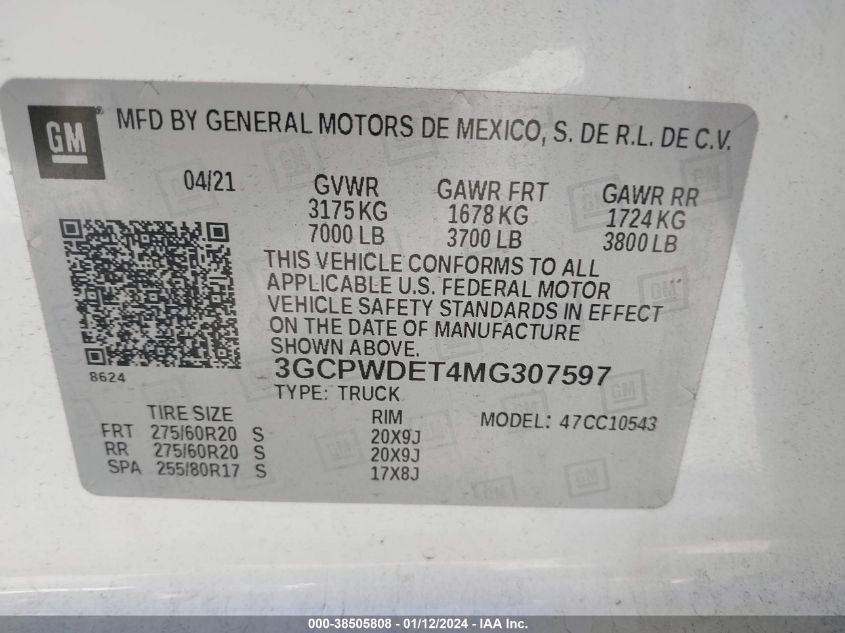 GM ® MFD BY GENERAL MOTORS DE MEXICO, S. DE R.L. DE C.V.
04/21 GVWR GAWR FRT GAWR RR
3175 KG 1678 KG 1724 KG
7000 LB 3700 LB 3800 LB
THIS VEHICLE CONFORMS TO ALL
APPLICABLE U.S. FEDERAL MOTOR
VEHICLE SAFETY STANDARDS IN EFFECT
ON THE DATE OF MANUFACTURE
SHOWN ABOVE.
3GCPWDET4MG307597
8624
TYPE: TRUCK
TIRE SIZE RIM MODEL: 47CC10543
FRT 275/60R20 S 20X9J
RR 275/60R20 S 20X9J
SPA 255/80R17 S 17X8J
000-38505808 - 01/12/2024 - IAA Inc.